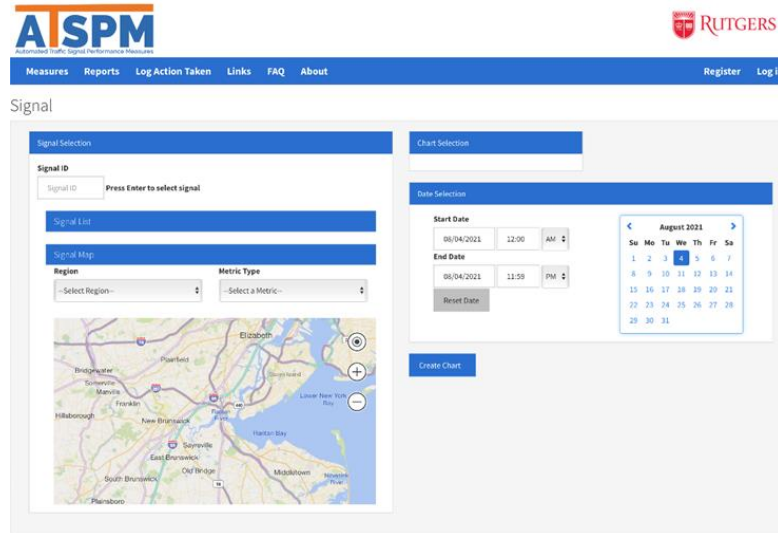 ATSPM
Automated Traffic Signal Performance Measures
RUTGERS
Measures Reports Log Action Taken Links FAQ About
Register Log i
Signal
Signal Selection
Signal ID
Signal ID Press Enter to select signal
Signal List
Signal Map
Region Metric Type
--Select Region-- --Select a Metric--
Elizabeth
Plainfield
Bridgewater
Somerville
Manville
Franklin
Lower New York
Bay
Hillsborough
New Brunswick
440
Raritan Bay
Sayreville
East Brunswick
Old Bridge
Middletown
South Brunswick
Plainsboro
Chart Selection
Date Selection
Start Date
08/04/2021 12:00 AM
End Date
08/04/2021 11:59 PM
Reset Date
August 2021
Su Mo Tu We Th Fr Sa
1 2 3 4 5 6 7
8 9 10 11 12 13 14
15 16 17 18 19 20 21
22 23 24 25 26 27 28
29 30 31
Create Chart